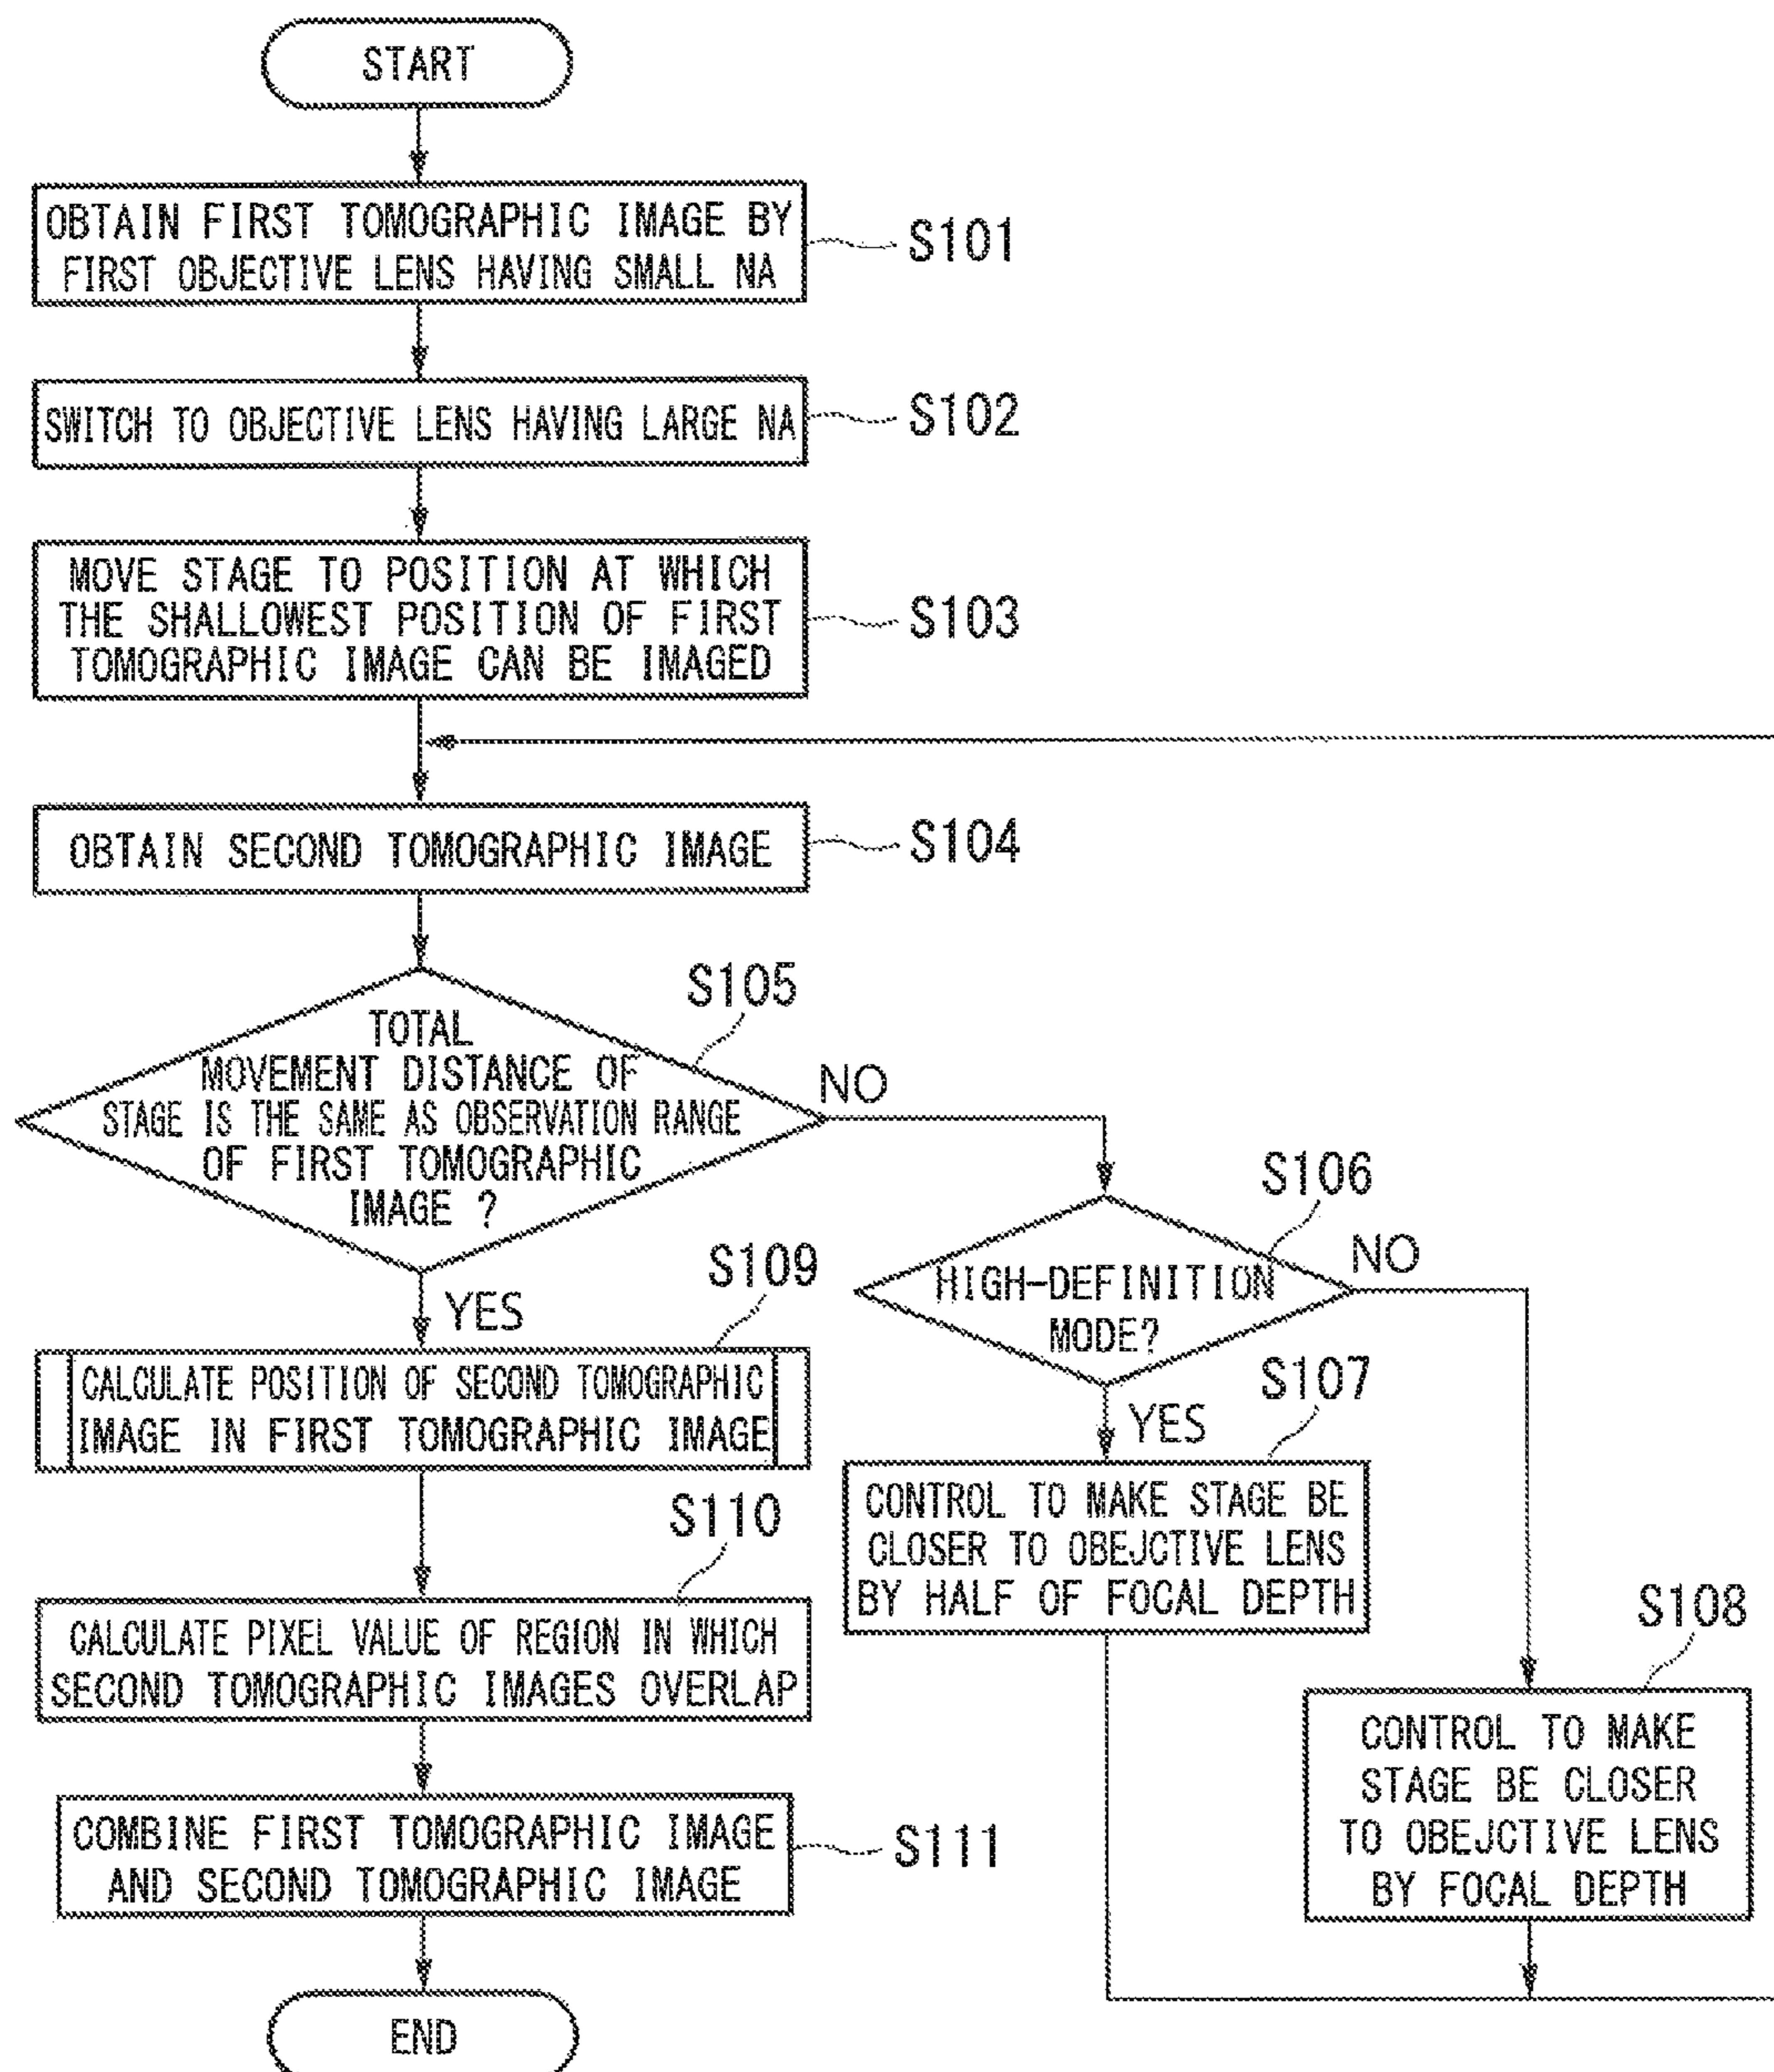 START
OBTAIN FIRST TOMOGRAPHIC IMAGE BY
FIRST OBJECTIVE LENS HAVING SMALL NA
S101
SWITCH TO OBJECTIVE LENS HAVING LARGE NA
S102
MOVE STAGE TO POSITION AT WHICH
THE SHALLOWEST POSITION OF FIRST
TOMOGRAPHIC IMAGE CAN BE IMAGED
S103
OBTAIN SECOND TOMOGRAPHIC IMAGE
S104
S105
TOTAL
MOVEMENT DISTANCE OF
STAGE IS THE SAME AS OBSERVATION RANGE
OF FIRST TOMOGRAPHIC
IMAGE ?
NO
YES
S106
HIGH-DEFINITION
MODE?
NO
YES
S107
CONTROL TO MAKE STAGE BE
CLOSER TO OBEJCTIVE LENS
BY HALF OF FOCAL DEPTH
S108
CONTROL TO MAKE
STAGE BE CLOSER
TO OBEJCTIVE LENS
BY FOCAL DEPTH
S109
CALCULATE POSITION OF SECOND TOMOGRAPHIC
IMAGE IN FIRST TOMOGRAPHIC IMAGE
S110
CALCULATE PIXEL VALUE OF REGION IN WHICH
SECOND TOMOGRAPHIC IMAGES OVERLAP
COMBINE FIRST TOMOGRAPHIC IMAGE
AND SECOND TOMOGRAPHIC IMAGE
S111
END